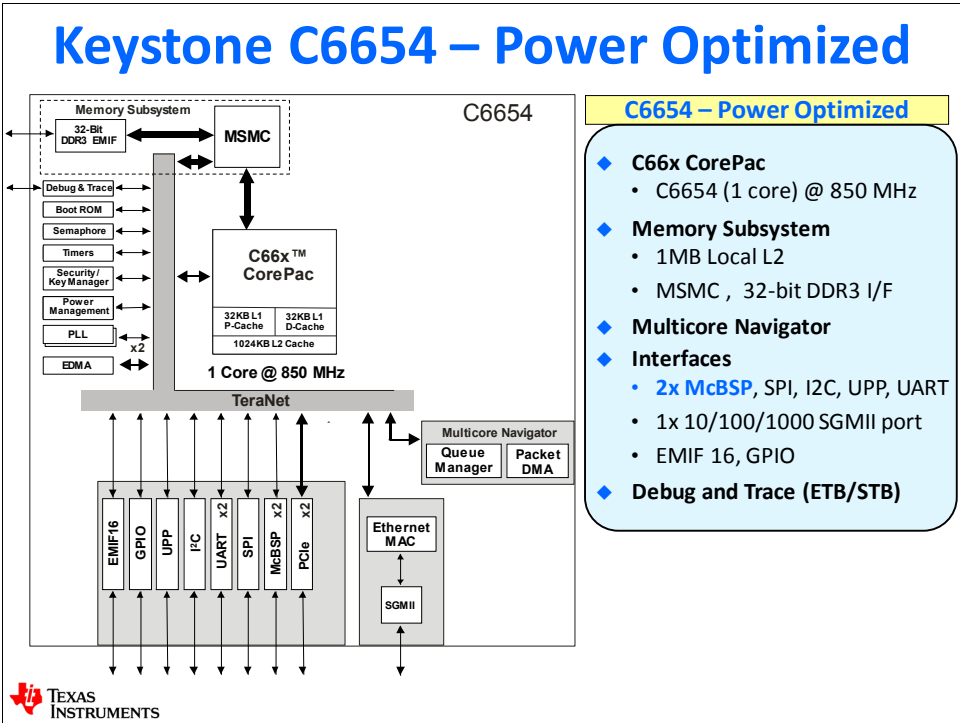 Keystone C6654 – Power Optimized
Memory Subsystem
32-Bit
DDR3 EMIF
MSMC
C6654
Debug & Trace
Boot ROM
Semaphore
Timers
Security /
Key Manager
Power
Management
PLL
x2
EDMA
C66x™
CorePac
32KB L1
P-Cache
32KB L1
D-Cache
1024KB L2 Cache
1 Core @ 850 MHz
TeraNet
Multicore Navigator
Queue
Manager
Packet
DMA
EMIF16
GPIO
UPP
I²C
UART x2
SPI
McBSP x2
PCIe x2
Ethernet
MAC
SGMII
C6654 – Power Optimized
C66x CorePac
• C6654 (1 core) @ 850 MHz
Memory Subsystem
• 1MB Local L2
• MSMC , 32-bit DDR3 I/F
Multicore Navigator
Interfaces
• 2x McBSP, SPI, I2C, UPP, UART
• 1x 10/100/1000 SGMII port
• EMIF 16, GPIO
Debug and Trace (ETB/STB)
TEXAS
INSTRUMENTS